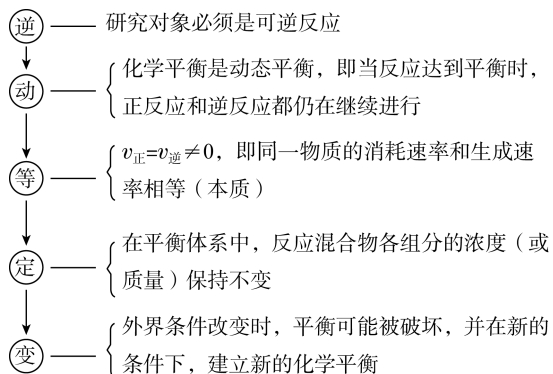 逆 研究对象必须是可逆反应
动 化学平衡是动态平衡，即当反应达到平衡时，
正反应和逆反应都仍在继续进行
等 v正=v逆≠0，即同一物质的消耗速率和生成速
率相等（本质）
定 在平衡体系中，反应混合物各组分的浓度（或
质量）保持不变
变 外界条件改变时，平衡可能被破坏，并在新的
条件下，建立新的化学平衡